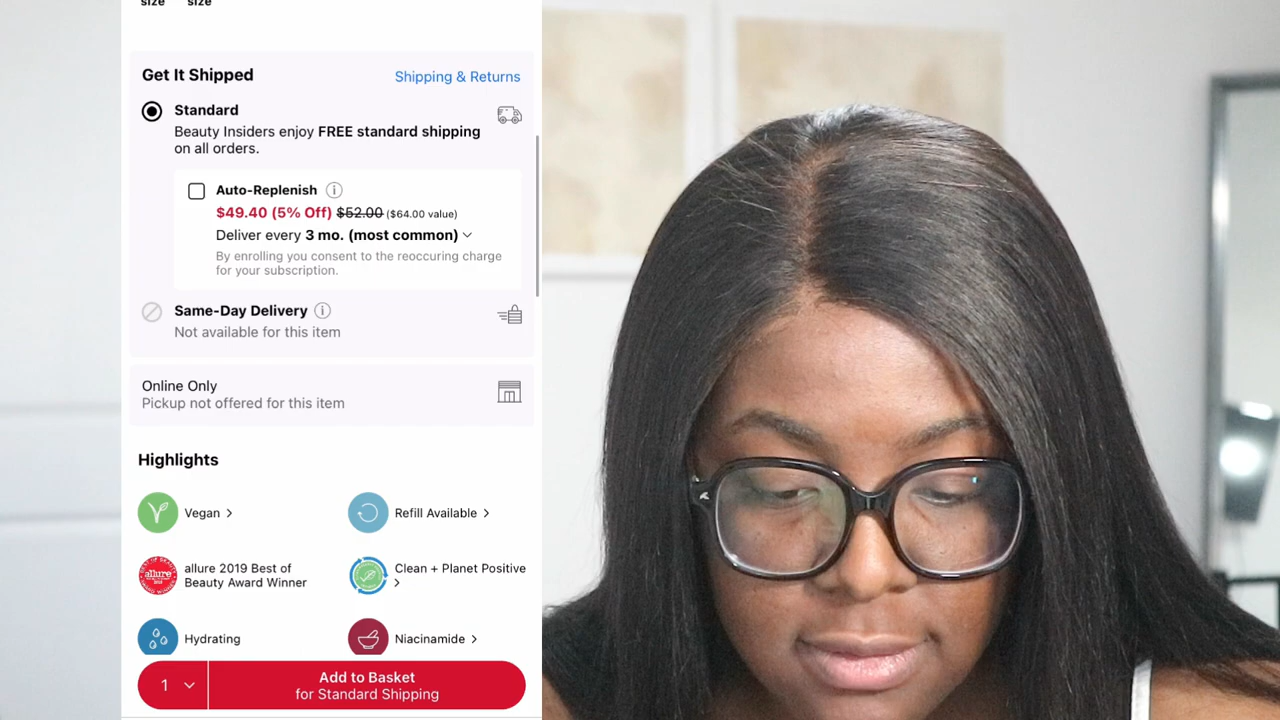 size size
Get It Shipped Shipping & Returns
Standard
Beauty Insiders enjoy FREE standard shipping
on all orders.
Auto-Replenish
$49.40 (5% Off) $52.00 ($64.00 value)
Deliver every 3 mo. (most common)
By enrolling you consent to the reoccuring charge
for your subscription.
Same-Day Delivery
Not available for this item
Online Only
Pickup not offered for this item
Highlights
Vegan > Refill Available >
allure 2019 Best of
Beauty Award Winner
Clean + Planet Positive
>
allure
Hydrating Niacinamide >
1
Add to Basket
for Standard Shipping